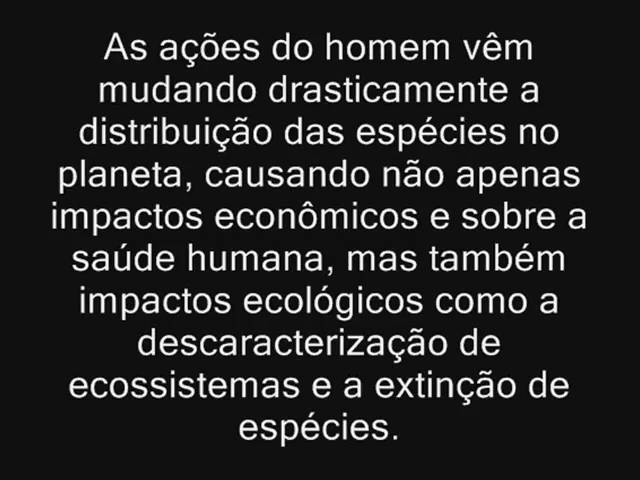 As ações do homem vêm
mudando drasticamente a
distribuição das espécies no
planeta, causando não apenas
impactos econômicos e sobre a
saúde humana, mas também
impactos ecológicos como a
descaracterização de
ecossistemas e a extinção de
espécies.